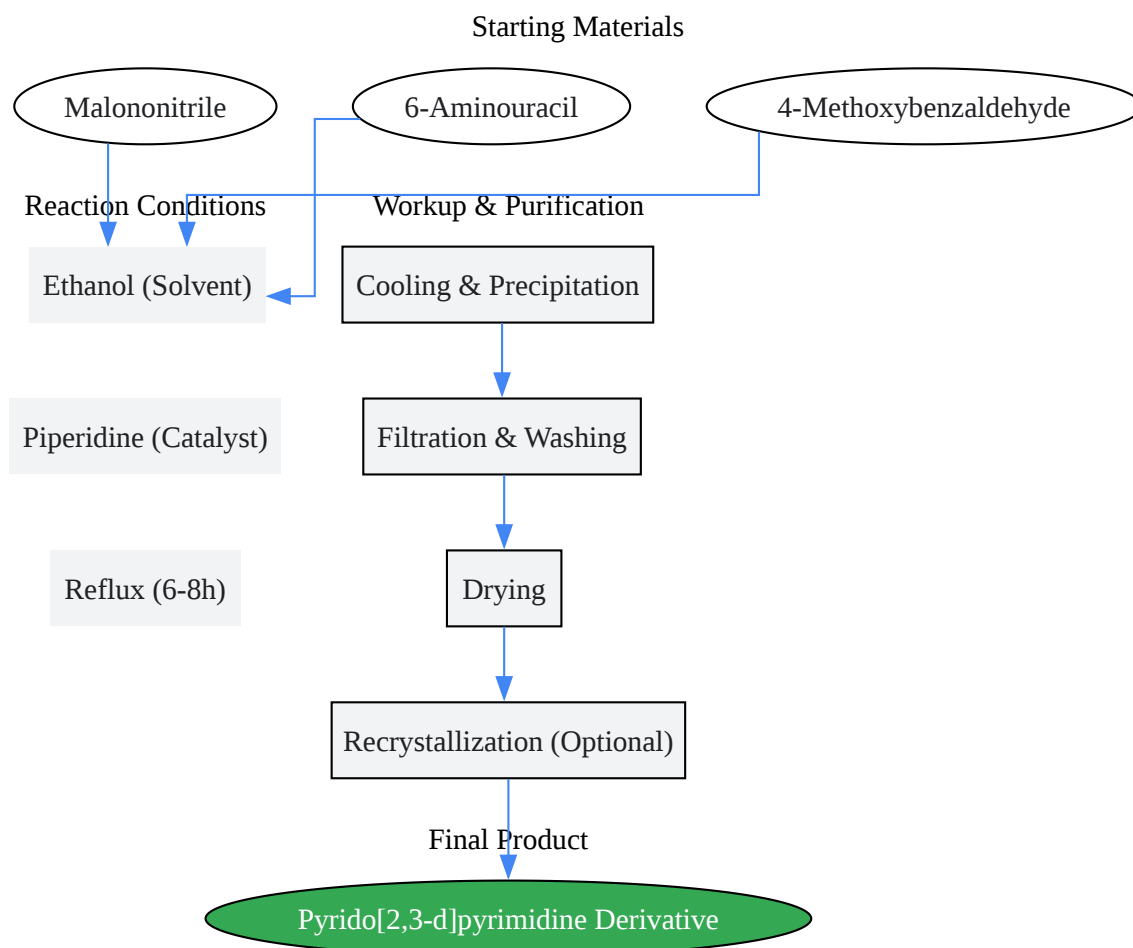 Starting Materials
Malononitrile
6-Aminouracil
4-Methoxybenzaldehyde
Reaction Conditions
Workup & Purification
Ethanol (Solvent)
Cooling & Precipitation
Piperidine (Catalyst)
Filtration & Washing
Reflux (6-8h)
Drying
Recrystallization (Optional)
Final Product
Pyrido[2,3-d]pyrimidine Derivative